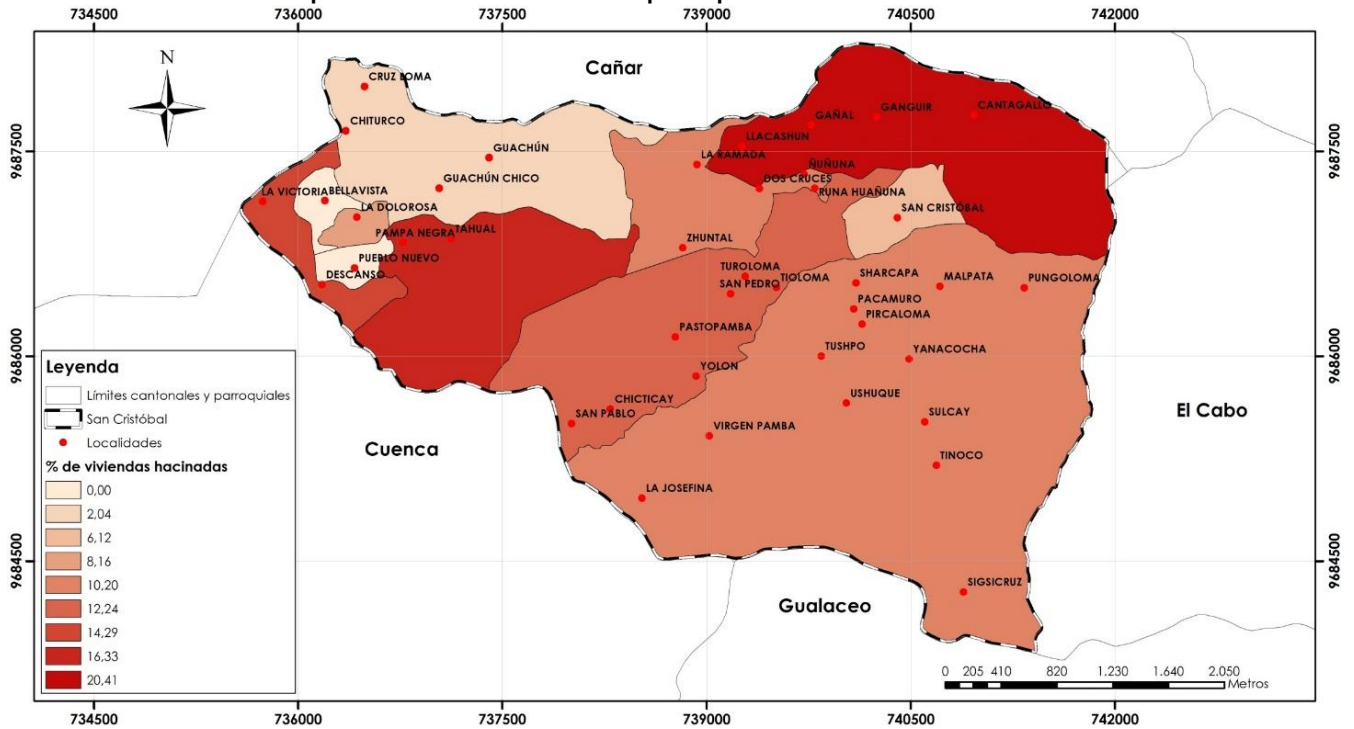 734500 736000 737500 739000 740500 742000
N
Cañar
CRUZ LOMA
CHITURCO
GUACHÚN
GUACHÚN CHICO
GAÑAL
GANGUIR
CANTAGALLO
LLACASHUN
LA RAMADA
ÑUÑUNA
DOS CRUCES
RUNA HUAÑUNA
SAN CRISTÓBAL
LA VICTORIA
BELLAVISTA
LA DOLOROSA
PAMPA NEGRA
TAHUAL
PUEBLO NUEVO
DESCANSO
ZHUNTAL
TUROLOMA
TIOLOMA
SAN PEDRO
SHARCAPA
MALPATA
PUNGOLOMA
PACAMURO
PIRCALOMA
PASTOPAMBA
TUSHPO
YANACOCHA
YOLON
CHICTICAY
SAN PABLO
USHUQUE
SULCAY
VIRGEN PAMBA
TINOCO
LA JOSEFINA
SIGSICRUZ
El Cabo
Cuenca
Gualaceo
9687500
9686000
9684500
9687500
9686000
9684500
Leyenda
Límites cantonales y parroquiales
San Cristóbal
Localidades
% de viviendas hacinadas
0,00
2,04
6,12
8,16
10,20
12,24
14,29
16,33
20,41
0 205 410 820 1.230 1.640 2.050
Metros
734500 736000 737500 739000 740500 742000